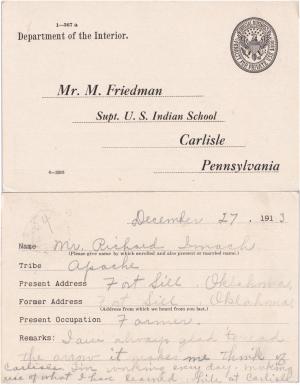 1—367 a
Department of the Interior.
Mr. M. Friedman
Supt. U. S. Indian School
Carlisle
Pennsylvania
December 27, 1913
Name Mr. Richard Imach
(Please give name by which enrolled and also present or married name.)
Tribe Apache
Present Address Fort Sill, Oklahoma,
Former Address Fort Sill, Oklahoma
(Address from which we heard you last.)
Present Occupation Farmer.
Remarks: I am always glad to read
the arrow it makes me think of
Carlisle. I'm working every day, making
use of what I have learned while at Carlisle